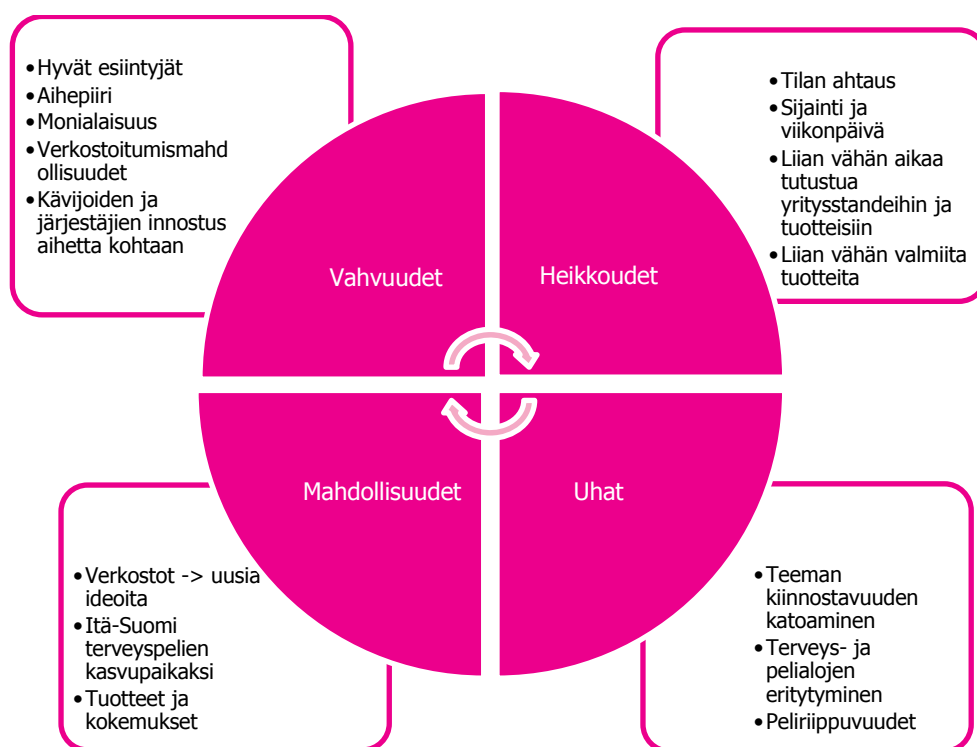 •Hyvät esiintyjät
•Aihepiiri
•Monialaisuus
•Verkostoitumismahd
ollisuudet
•Kävijoiden ja
järjestäjien innostus
aihetta kohtaan
•Tilan ahtaus
•Sijainti ja
viikonpäivä
•Liian vähän aikaa
tutustua
yritysstandeihin ja
tuotteisiin
•Liian vähän valmiita
tuotteita
Vahvuudet
Heikkoudet
Mahdollisuudet
Uhat
•Verkostot -> uusia
ideoita
•Itä-Suomi
terveyspelien
kasvupaikaksi
•Tuotteet ja
kokemukset
•Teeman
kiinnostavuuden
katoaminen
•Terveys- ja
pelialojen
eritytyminen
•Peliriippuvuudet